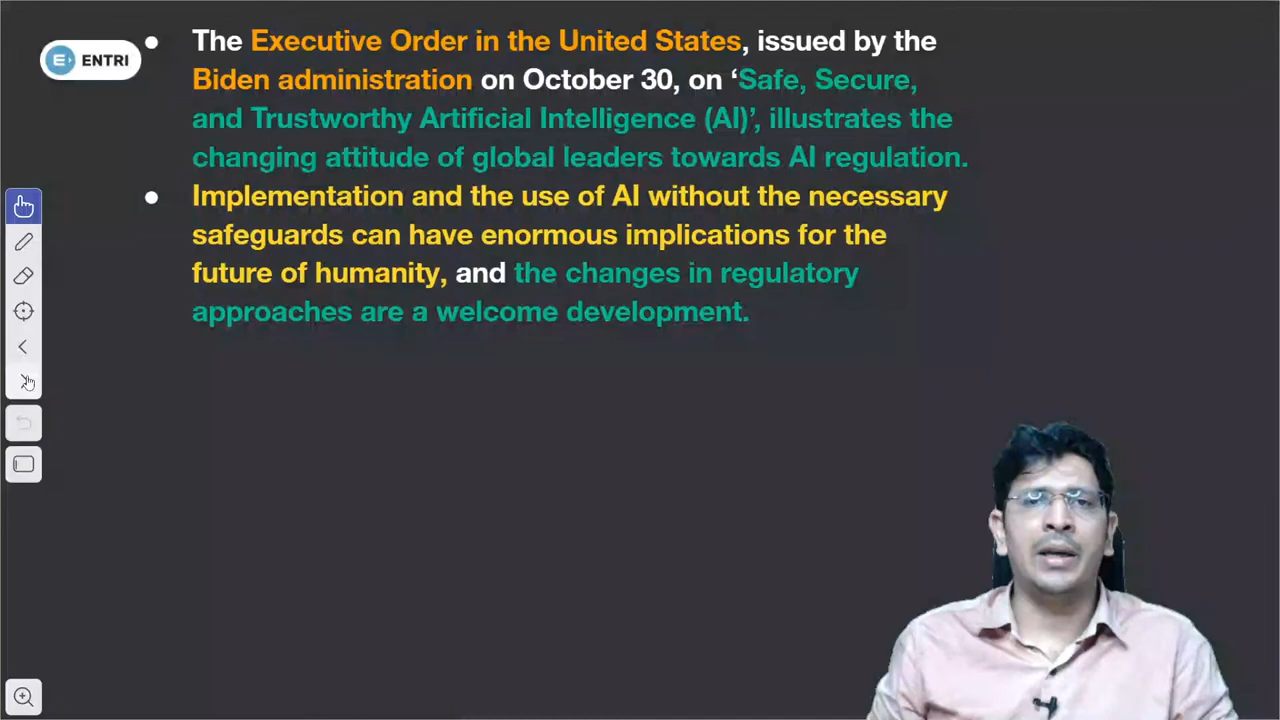 ENTRI
The Executive Order in the United States, issued by the
Biden administration on October 30, on ‘Safe, Secure,
and Trustworthy Artificial Intelligence (AI)’, illustrates the
changing attitude of global leaders towards AI regulation.
Implementation and the use of AI without the necessary
safeguards can have enormous implications for the
future of humanity, and the changes in regulatory
approaches are a welcome development.